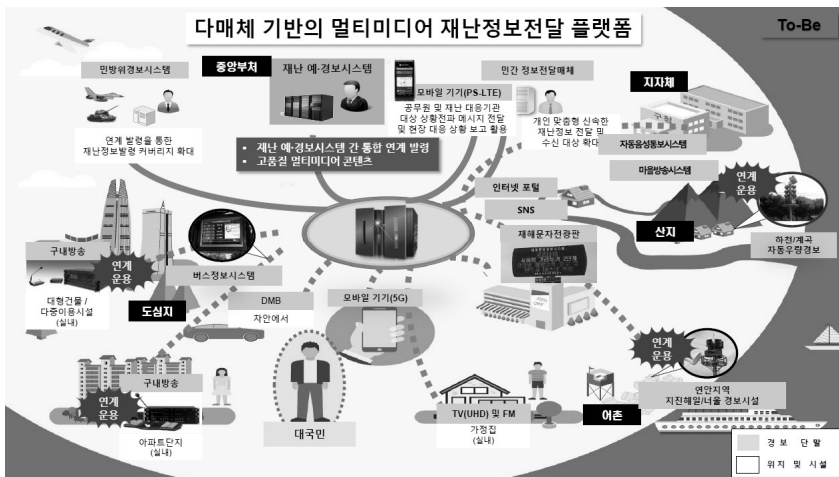 다매체 기반의 멀티미디어 재난정보전달 플랫폼
To-Be
민방위경보시스템
연계 발령을 통한
재난정보발령 커버리지 확대
중앙부처
재난 예·경보시스템
모바일 기기(PS-LTE)
공무원 및 재난 대응기관
대상 상황전파 메시지 전달
및 현장 대응 상황 보고 활용
민간 정보전달매체
개인 맞춤형 신속한
재난정보 전달 및
수신 대상 확대
지자체
자동음성통보시스템
• 재난 예·경보시스템 간 통합 연계 발령
• 고품질 멀티미디어 콘텐츠
마을방송시스템
연계
운용
산지
하천/계곡
자동우량경보
인터넷 포털
SNS
재해문자전광판
구내방송
연계
운용
대형건물 /
다중이용시설
(실내)
버스정보시스템
도심지
DMB
차안에서
모바일 기기(5G)
구내방송
연계
운용
아파트단지
(실내)
대국민
TV(UHD) 및 FM
가정집
(실내)
연계
운용
어촌
연안지역
지진해일/너울 경보시설
경 보 단 말
위치 및 시설